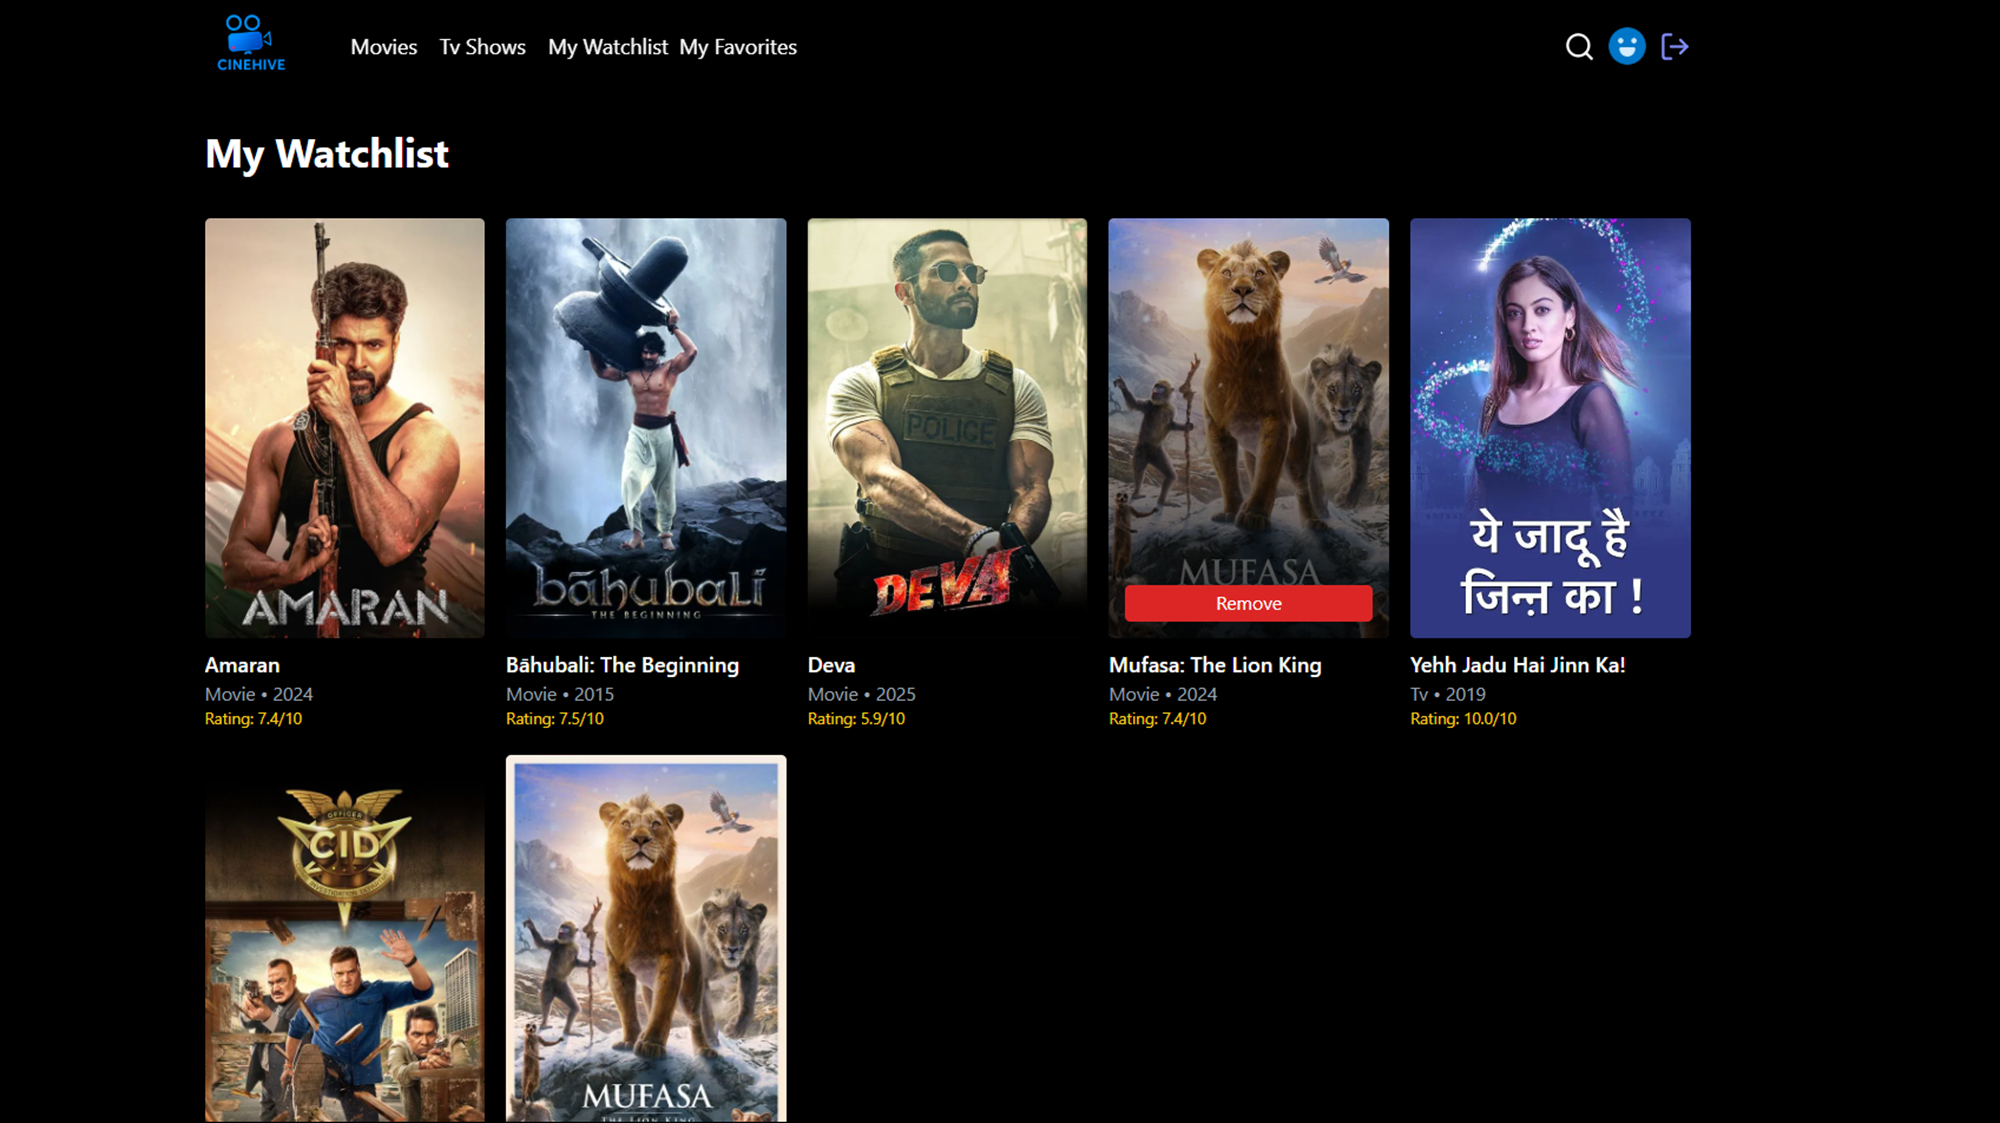 CINEHIVE
Movies Tv Shows My Watchlist My Favorites
My Watchlist
POLICE
AMARAN
bāhubali
THE BEGINNING
DEVA
MUFASA
Remove
ये जादू है
जिन्न का !
Amaran
Movie • 2024
Rating: 7.4/10
Bāhubali: The Beginning
Movie • 2015
Rating: 7.5/10
Deva
Movie • 2025
Rating: 5.9/10
Mufasa: The Lion King
Movie • 2024
Rating: 7.4/10
Yehh Jadu Hai Jinn Ka!
Tv • 2019
Rating: 10.0/10
OFFICER
CID
MUFASA
THE LION KING